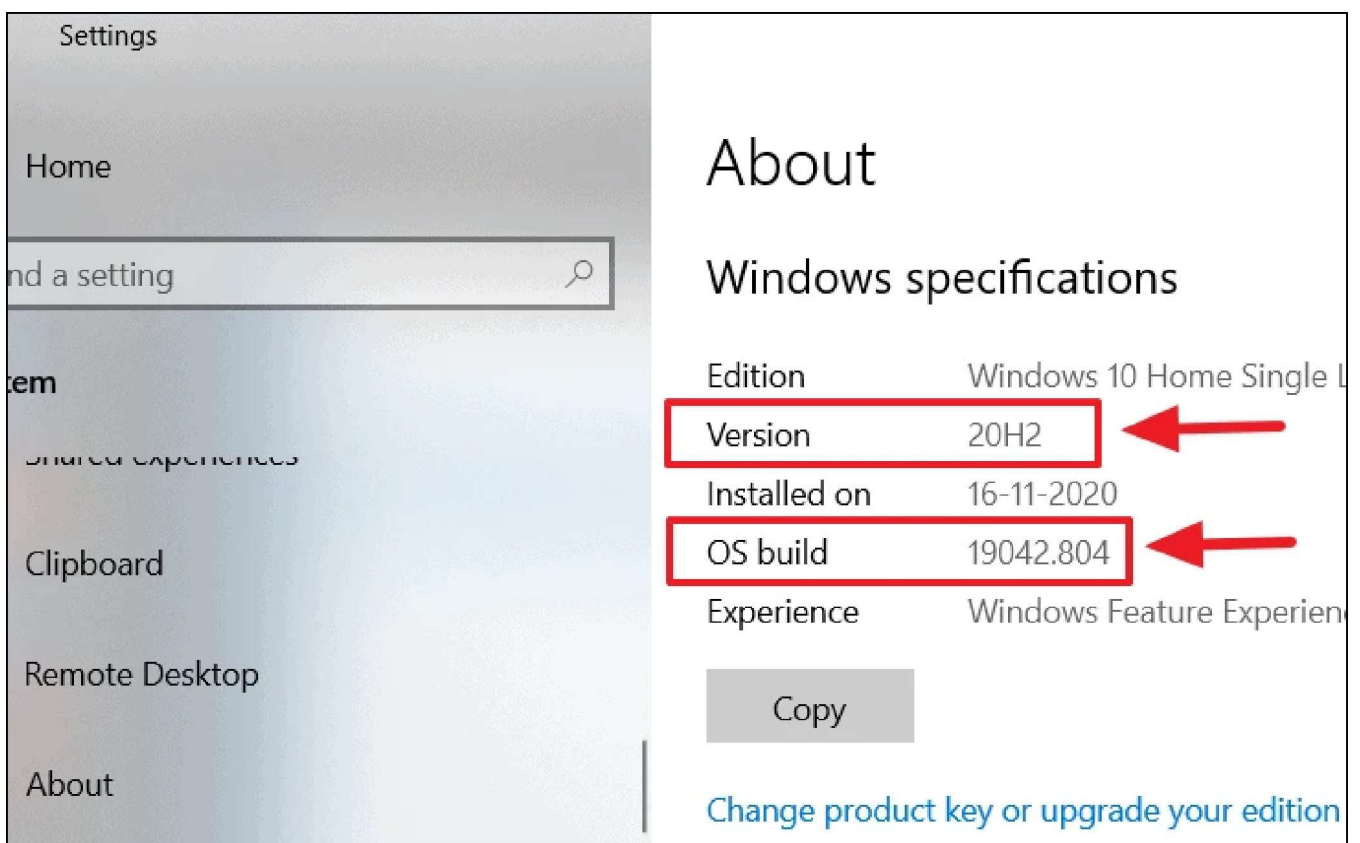 Settings
Home
nd a setting
tem
Shared experiences
Clipboard
Remote Desktop
About
About
Windows specifications
Edition Windows 10 Home Single L
Version 20H2
Installed on 16-11-2020
OS build 19042.804
Experience Windows Feature Experien
Copy
Change product key or upgrade your edition